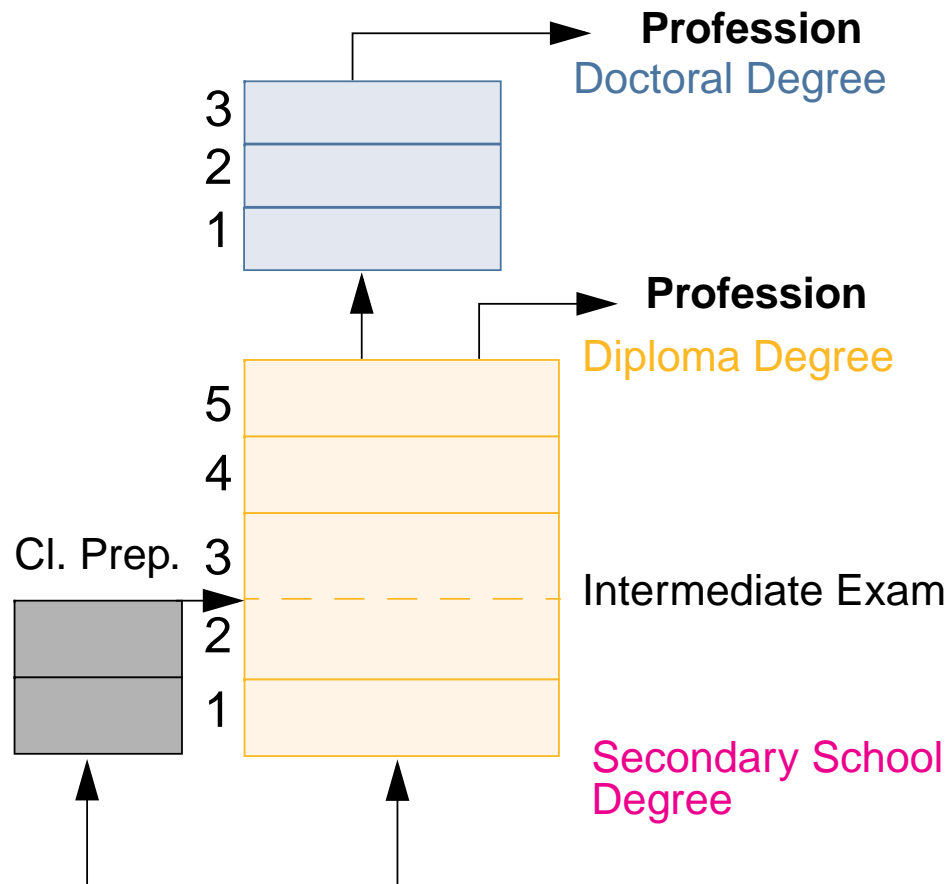 Profession
Doctoral Degree
3
2
1
Profession
Diploma Degree
5
4
Cl. Prep.
3
Intermediate Exam
2
1
Secondary School
Degree